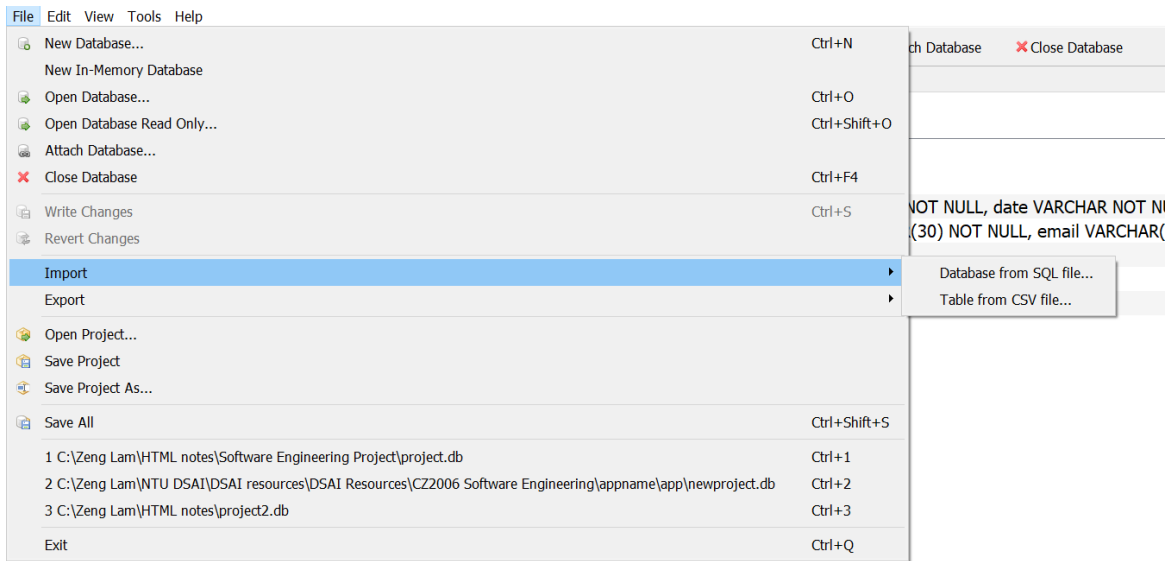 File Edit View Tools Help
New Database... Ctrl+N
ch Database Close Database
New In-Memory Database
Open Database... Ctrl+O
Open Database Read Only... Ctrl+Shift+O
Attach Database...
Close Database Ctrl+F4
Write Changes Ctrl+S
NOT NULL, date VARCHAR NOT NU
Revert Changes
(30) NOT NULL, email VARCHAR(
Import
Database from SQL file...
Export
Table from CSV file...
Open Project...
Save Project
Save Project As...
Save All Ctrl+Shift+S
1 C:\Zeng Lam\HTML notes\Software Engineering Project\project.db Ctrl+1
2 C:\Zeng Lam\NTU DSAI\DSAI resources\DSAI Resources\CZ2006 Software Engineering\appname\app\newproject.db Ctrl+2
3 C:\Zeng Lam\HTML notes\project2.db Ctrl+3
Exit Ctrl+Q